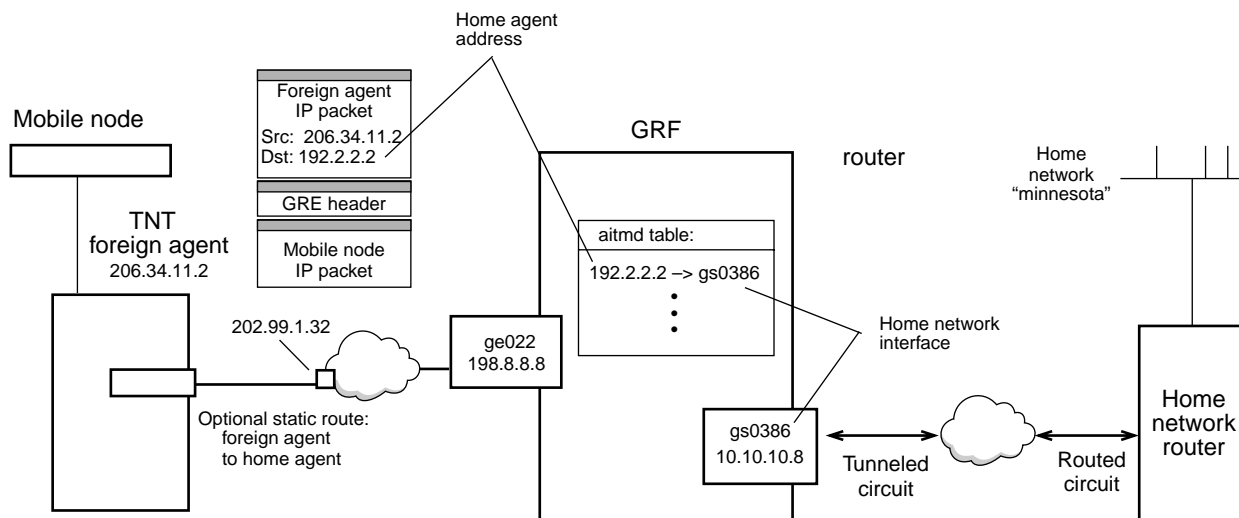 Home agent
address
Foreign agent
IP packet
Src: 206.34.11.2
Dst: 192.2.2.2
GRE header
Mobile node
IP packet
Mobile node
TNT
foreign agent
206.34.11.2
202.99.1.32
Optional static route:
foreign agent
to home agent
ge022
198.8.8.8
GRF
router
aitmd table:
192.2.2.2 –> gs0386
Home network
interface
gs0386
10.10.10.8
Tunneled
circuit
Routed
circuit
Home
network
“minnesota”
Home
network
router